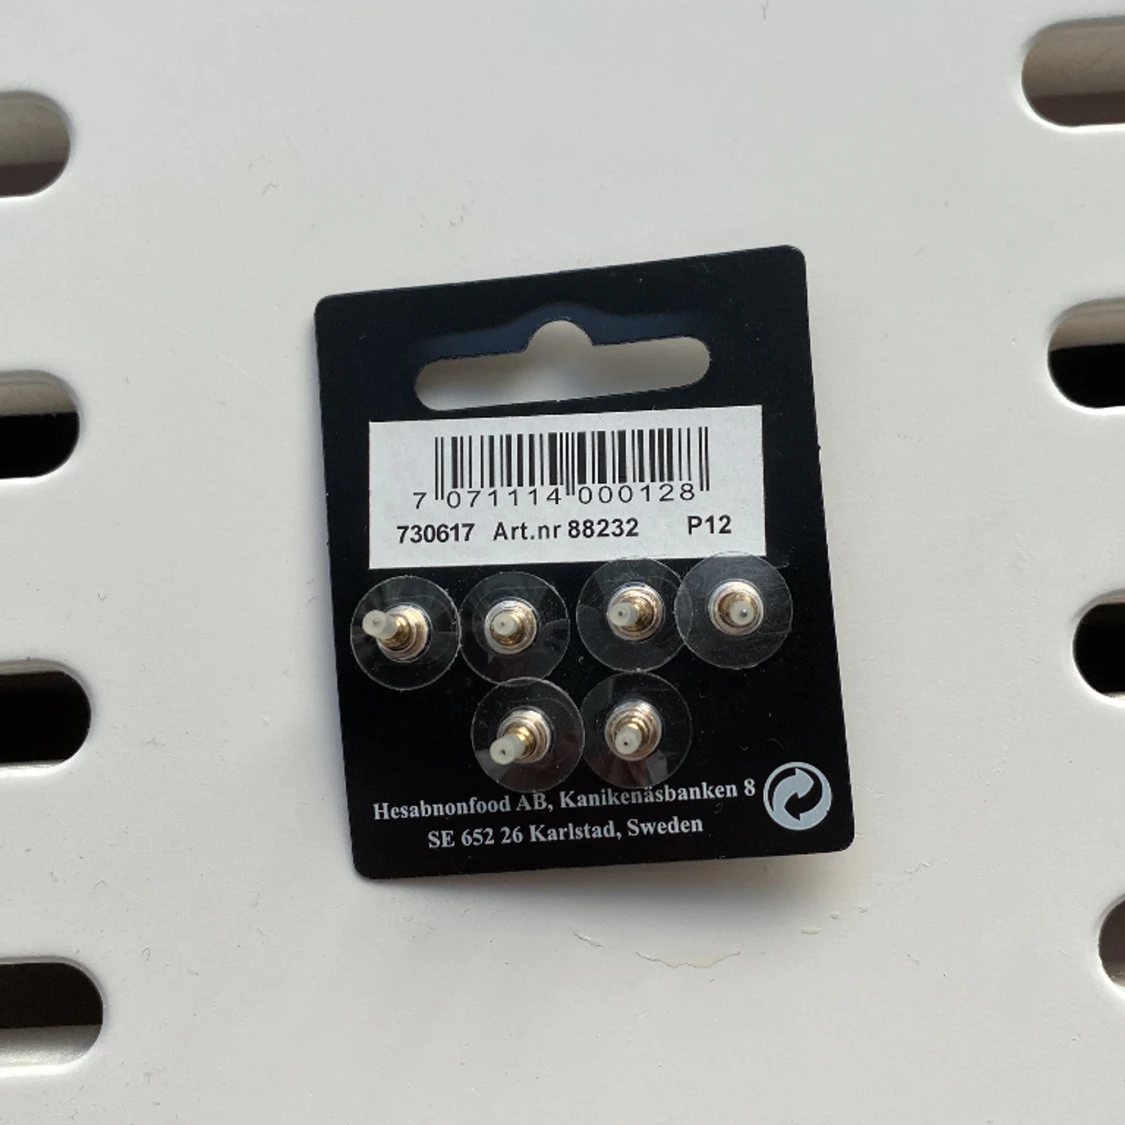 7 071114 000128
730617 Art.nr 88232 P12
Hesabnonfood AB, Kanikenäsbanken 8
SE 652 26 Karlstad, Sweden